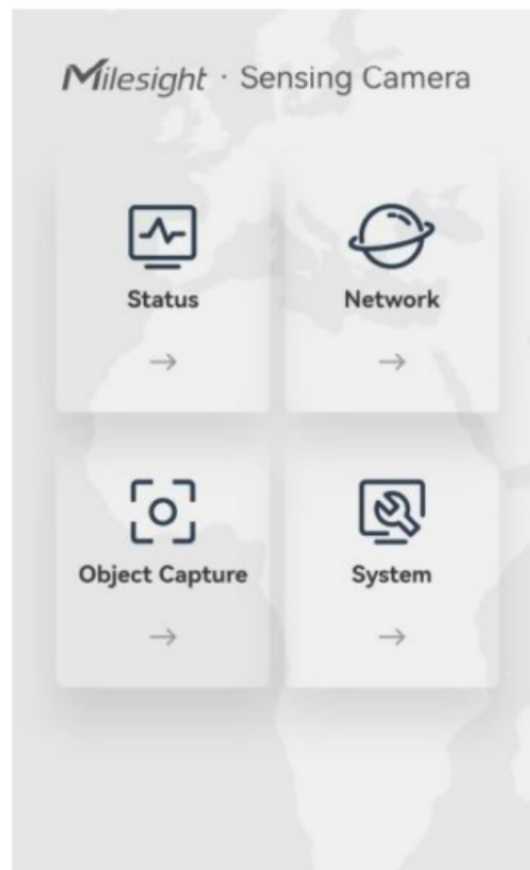 Milesight · Sensing Camera
Status
Network
→
→
Object Capture
System
→
→